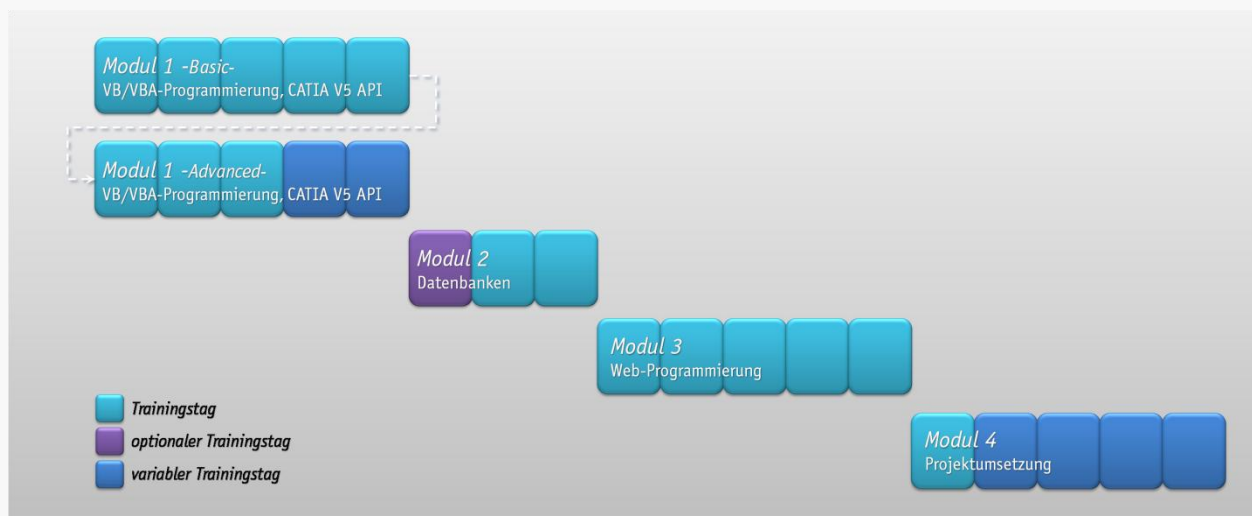 Modul 1 -Basic-
VB/VBA-Programmierung, CATIA V5 API
Modul 1 -Advanced-
VB/VBA-Programmierung, CATIA V5 API
Modul 2
Datenbanken
Modul 3
Web-Programmierung
Modul 4
Projektumsetzung
Trainingstag
optionaler Trainingstag
variabler Trainingstag